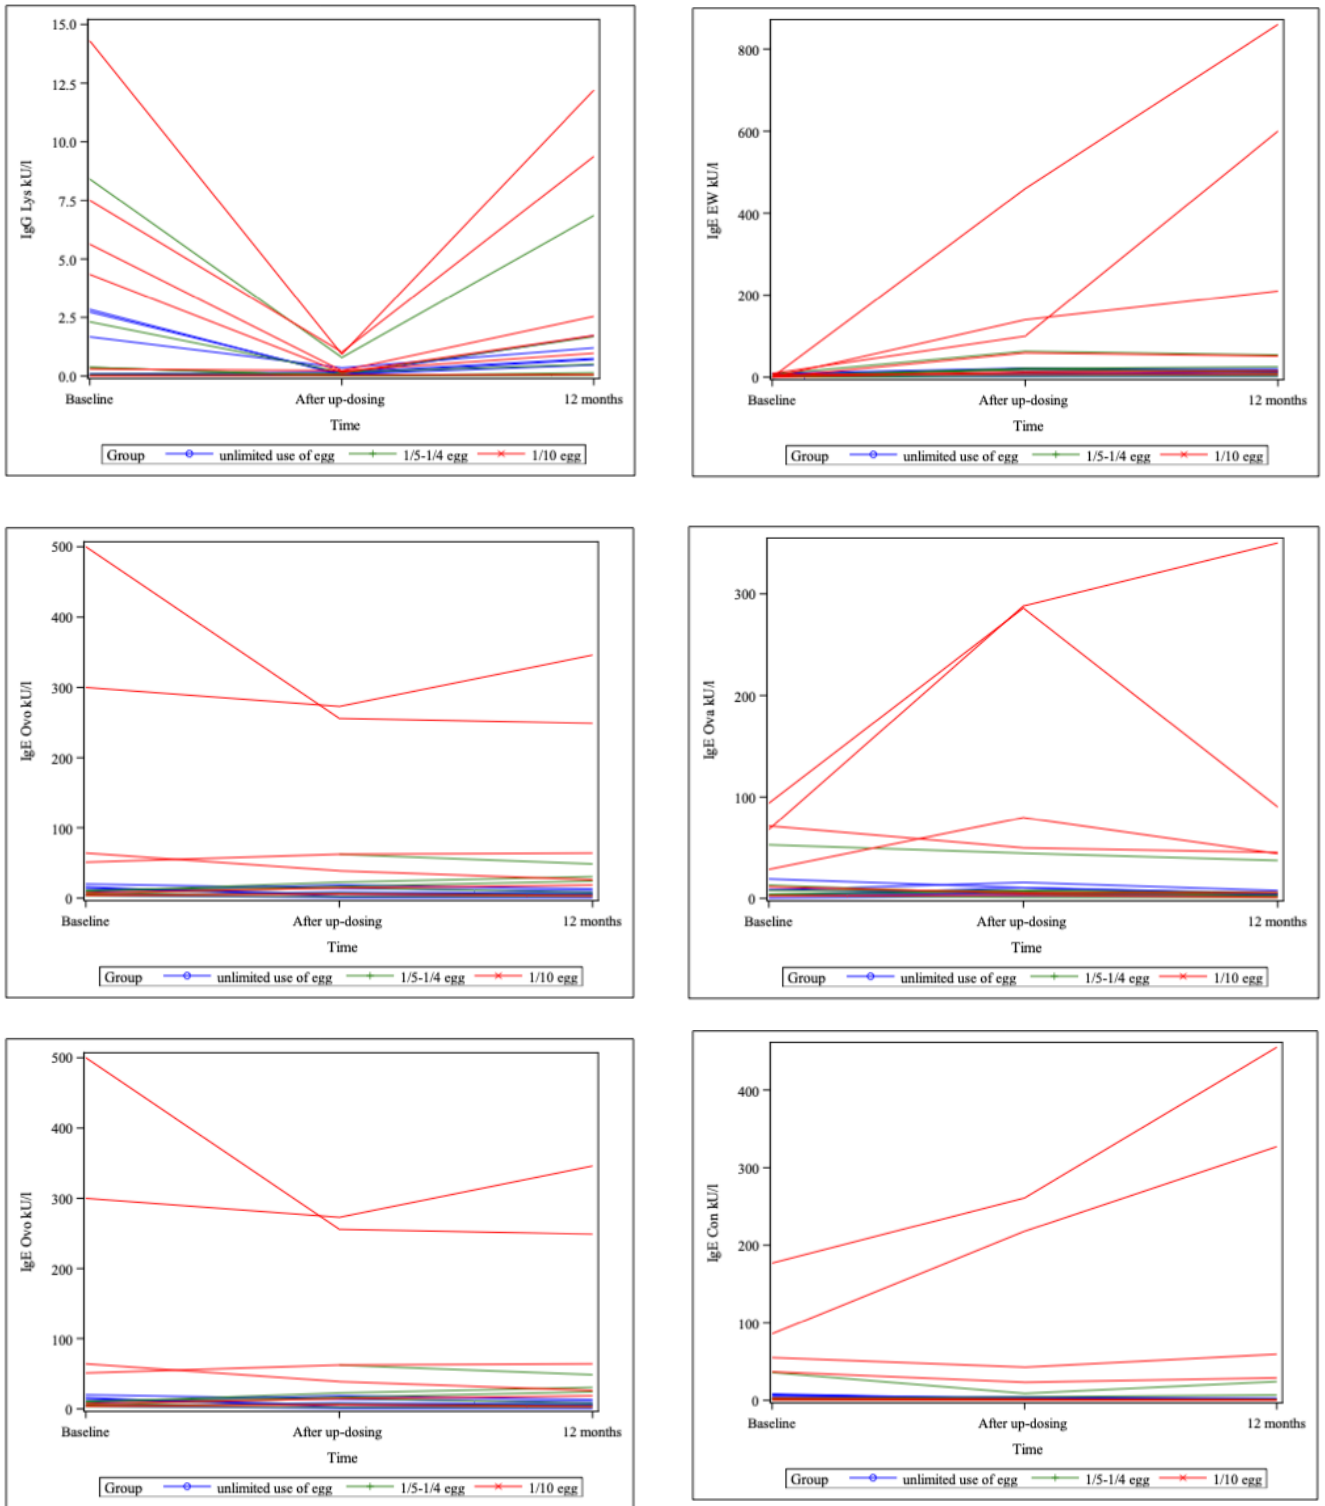 15.0
12.5
10.0
7.5
5.0
2.5
0.0
IgG Lys kU/l
Baseline
After up-dosing
12 months
Time
Group unlimited use of egg 1/5-1/4 egg 1/10 egg
800
600
400
200
0
IgE EW kU/l
Baseline
After up-dosing
12 months
Time
Group unlimited use of egg 1/5-1/4 egg 1/10 egg
500
400
300
200
100
0
IgE Ovo kU/l
Baseline
After up-dosing
12 months
Time
Group unlimited use of egg 1/5-1/4 egg 1/10 egg
300
200
100
0
IgE Ova kU/l
Baseline
After up-dosing
12 months
Time
Group unlimited use of egg 1/5-1/4 egg 1/10 egg
500
400
300
200
100
0
IgE Ovo kU/l
Baseline
After up-dosing
12 months
Time
Group unlimited use of egg 1/5-1/4 egg 1/10 egg
400
300
200
100
0
IgE Con kU/l
Baseline
After up-dosing
12 months
Time
Group unlimited use of egg 1/5-1/4 egg 1/10 egg